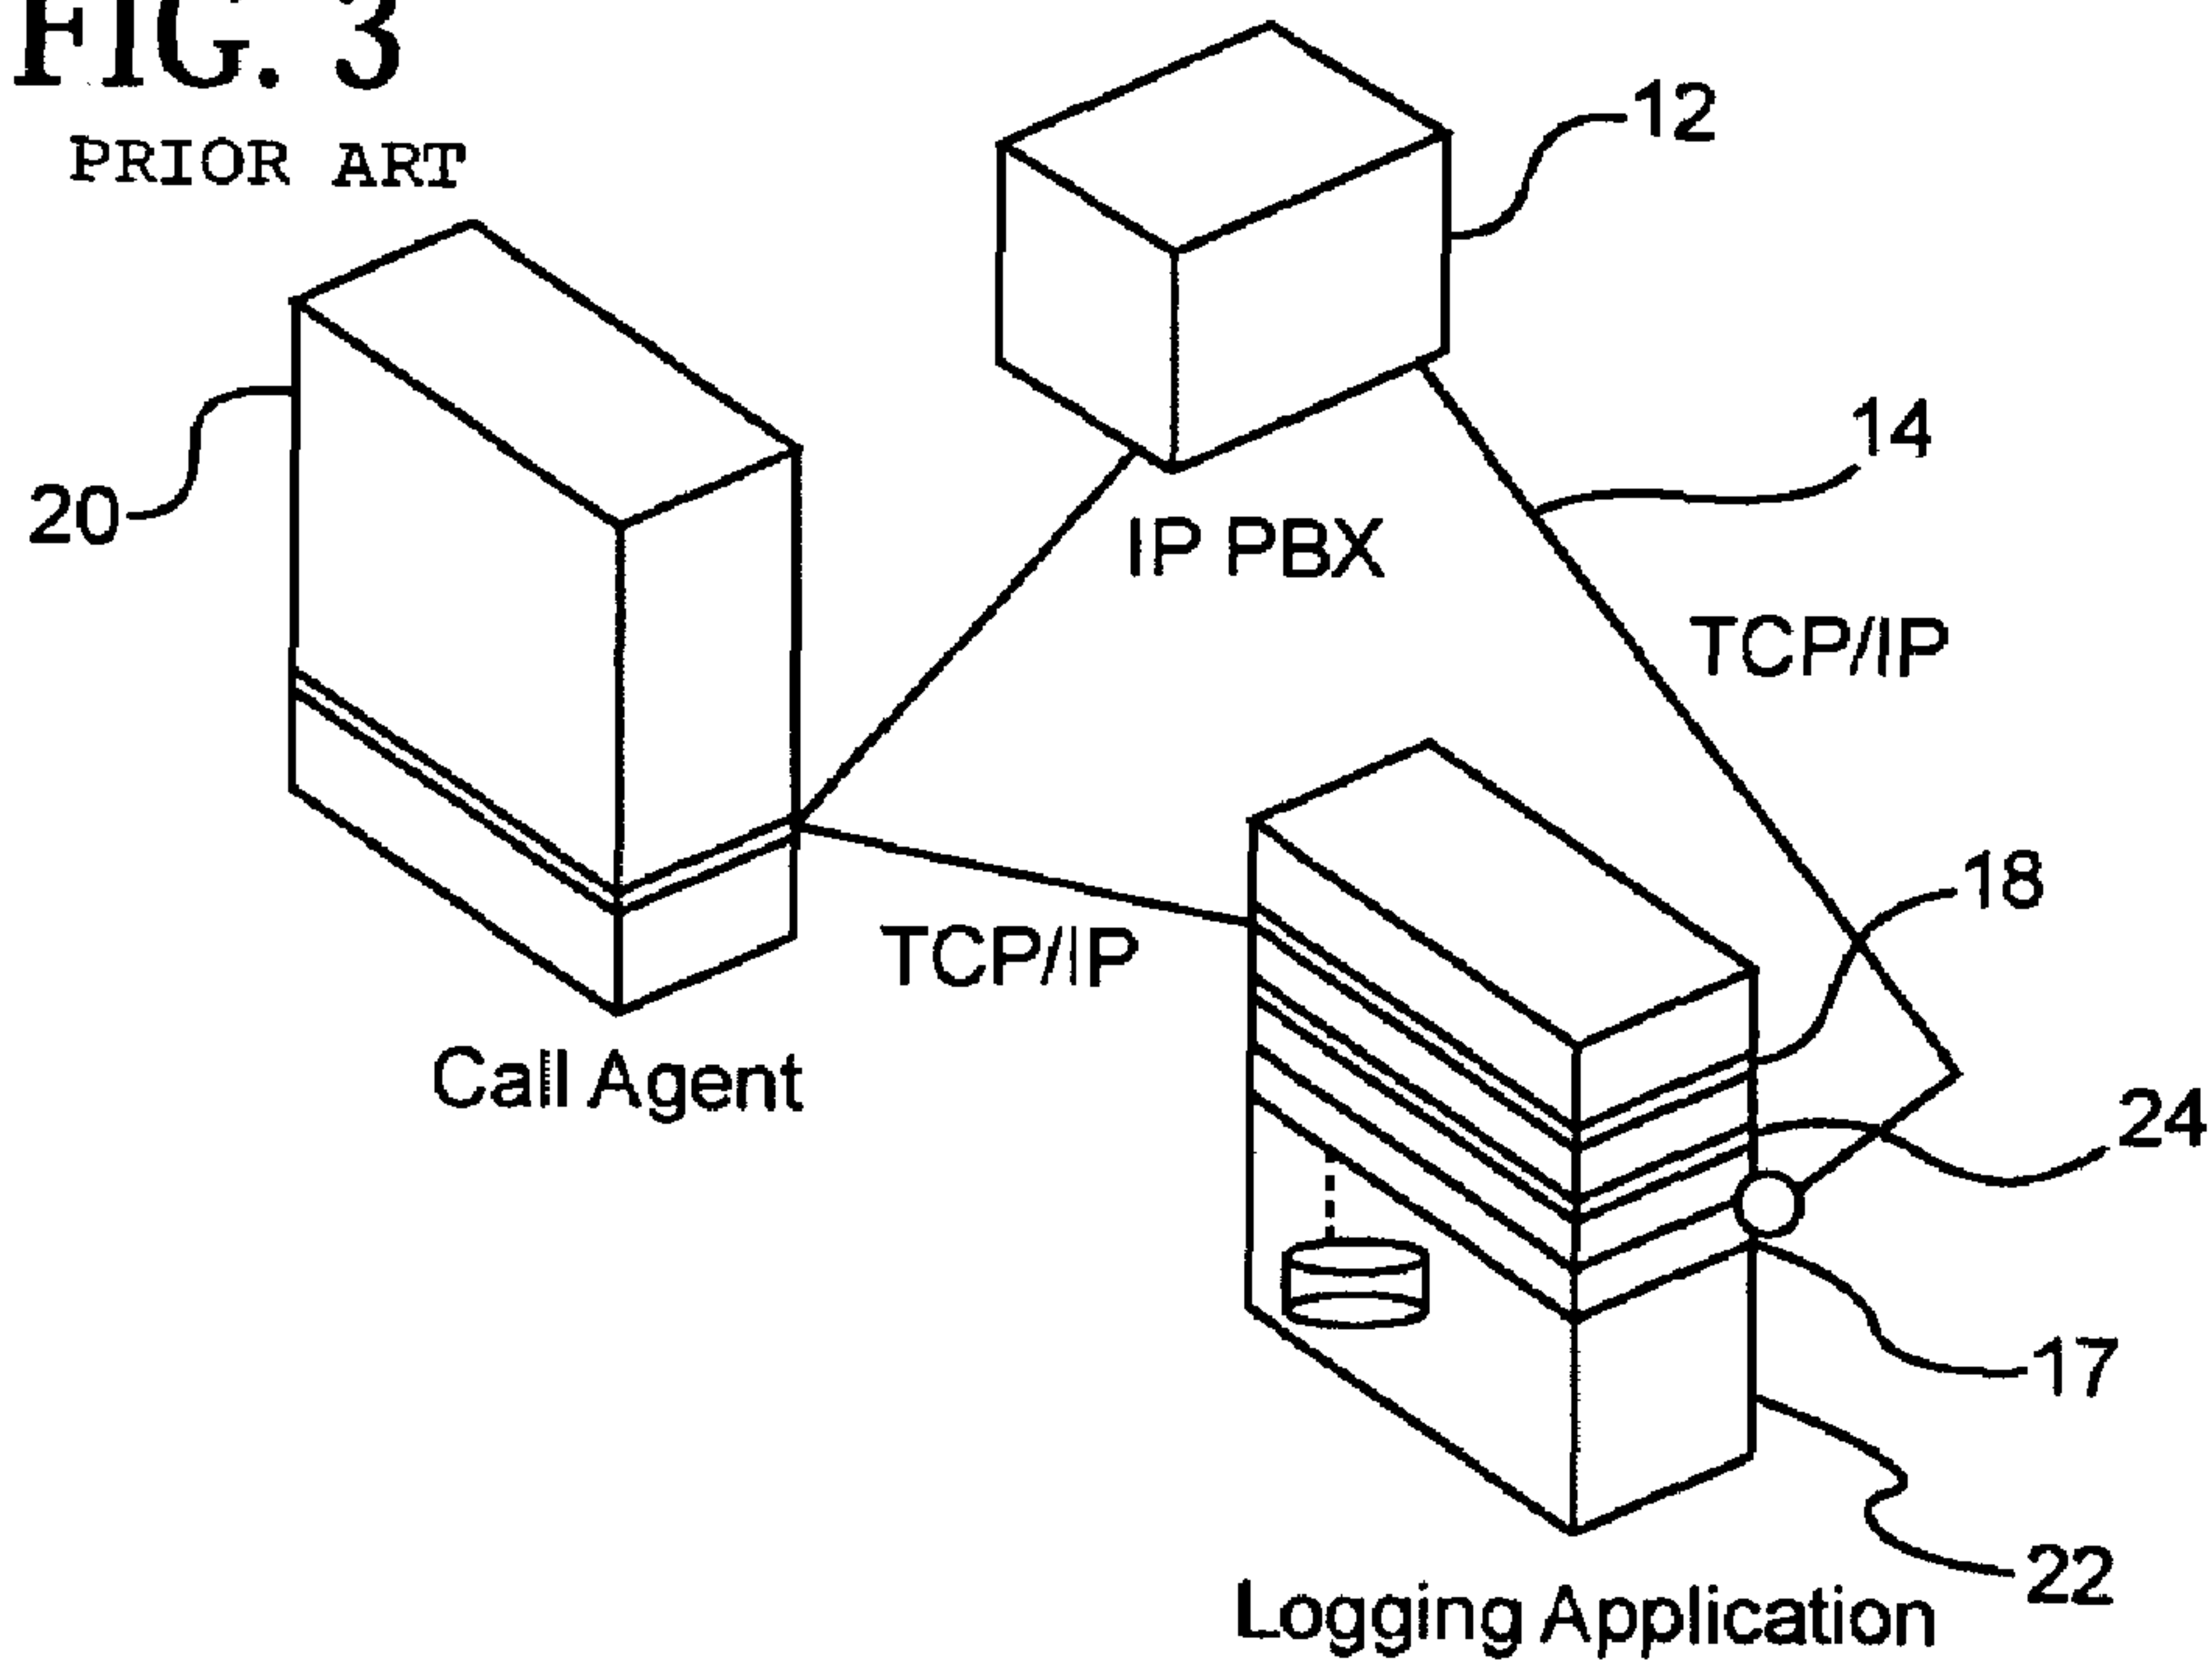 FIG. 3
PRIOR ART
12
20
14
IP PBX
TCP/IP
18
TCP/IP
Call Agent
24
17
22
Logging Application